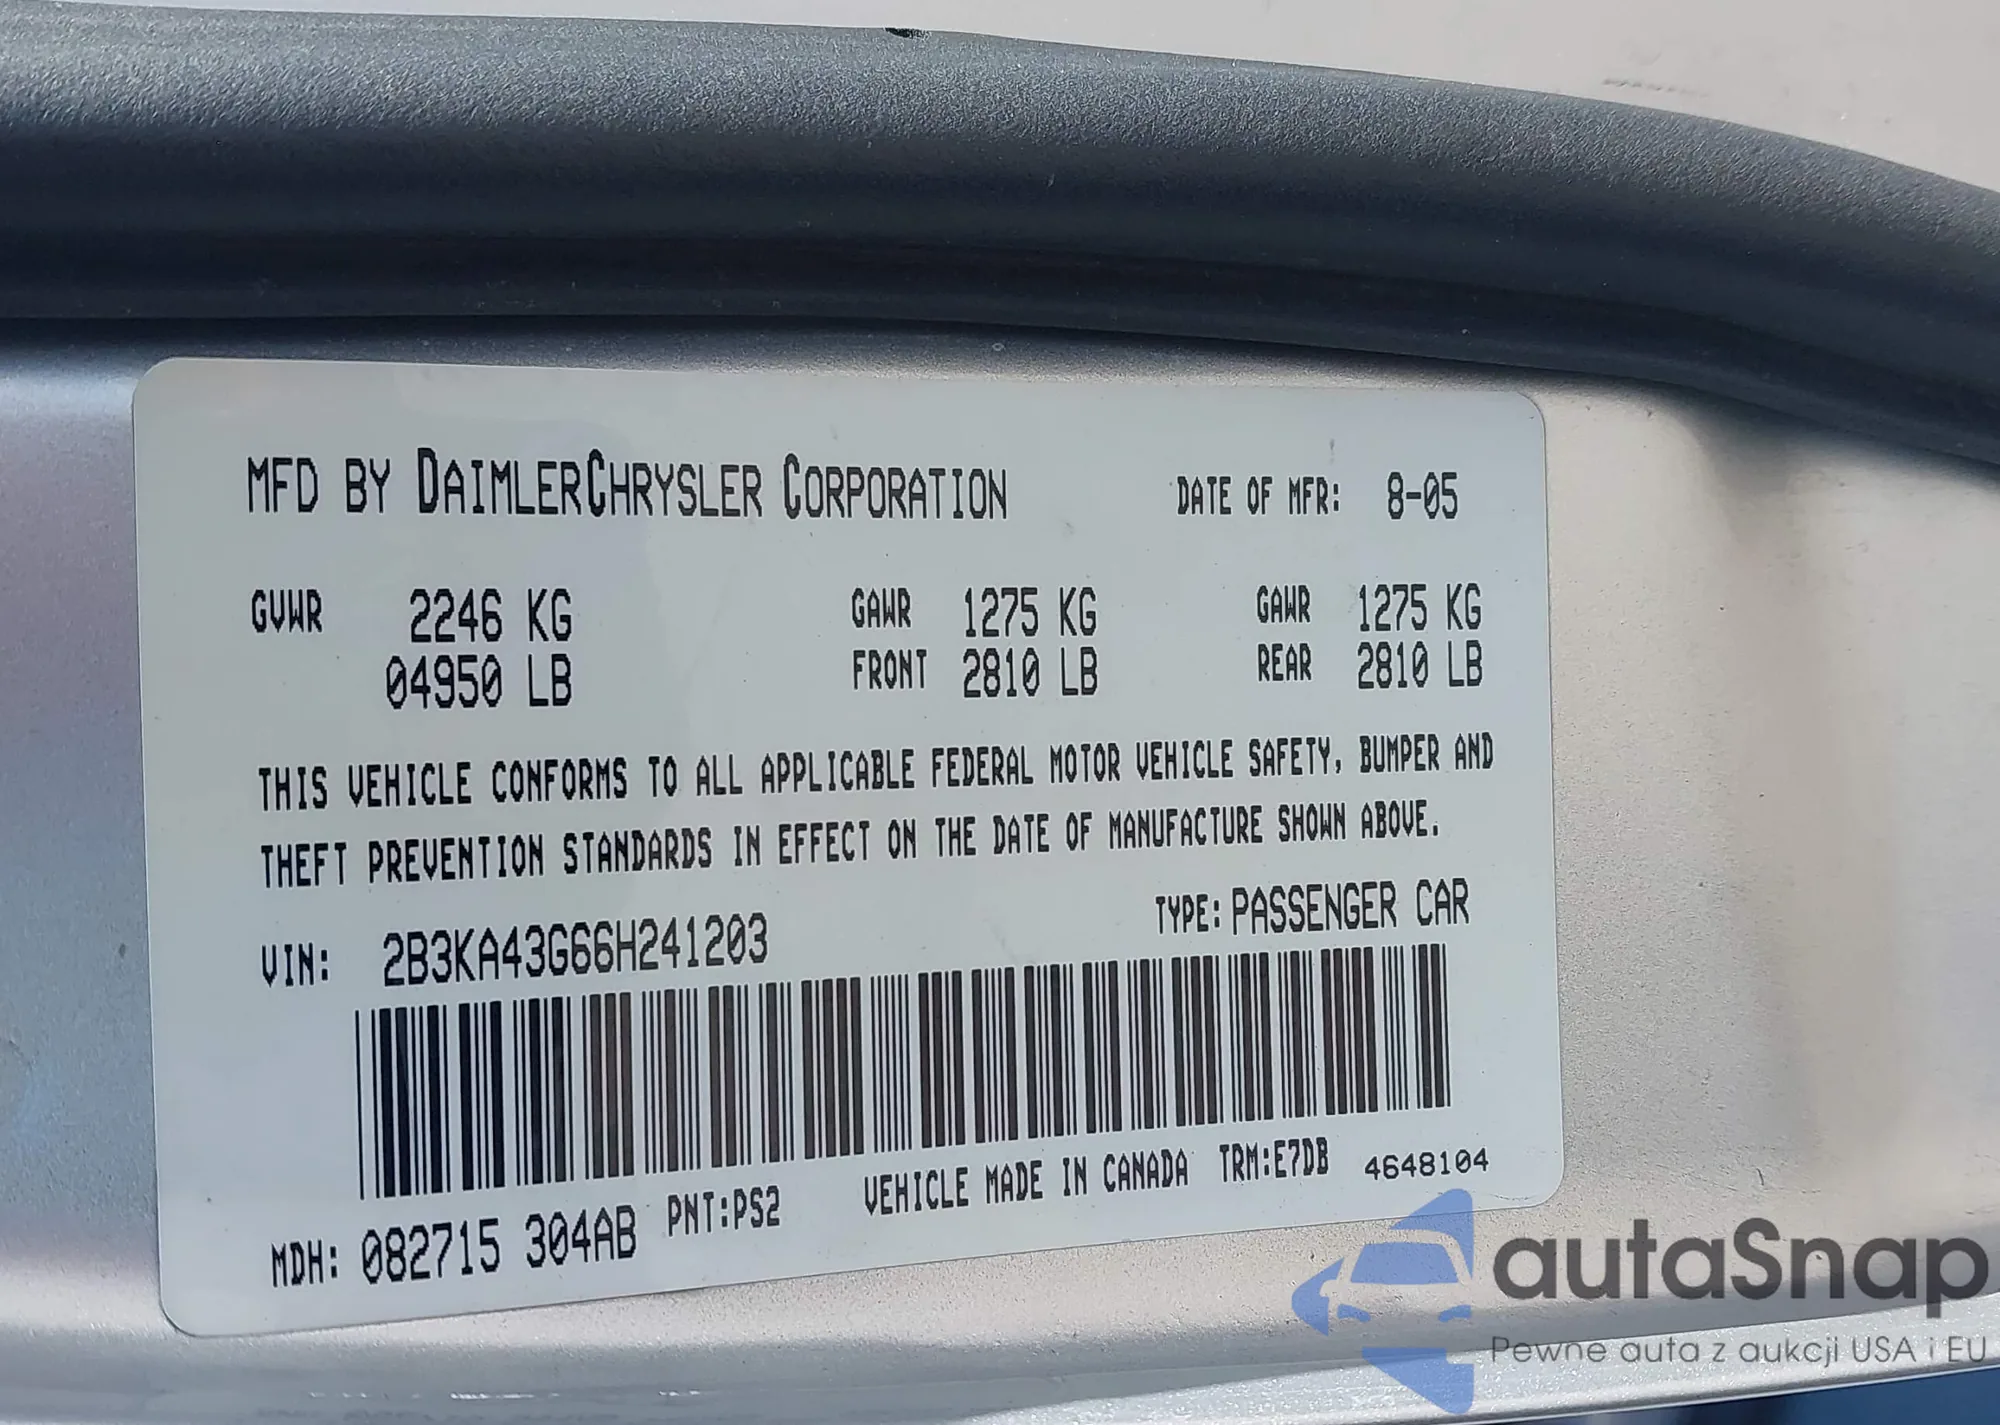 MFD BY DAIMLERCHRYSLER CORPORATION DATE OF MFR: 8-05
GVWR 2246 KG GAWR 1275 KG GAWR 1275 KG
04950 LB FRONT 2810 LB REAR 2810 LB
THIS VEHICLE CONFORMS TO ALL APPLICABLE FEDERAL MOTOR VEHICLE SAFETY, BUMPER AND
THEFT PREVENTION STANDARDS IN EFFECT ON THE DATE OF MANUFACTURE SHOWN ABOVE.
VIN: 2B3KA43G66H241203 TYPE: PASSENGER CAR
MDH: 082715 304AB PNT:PS2 VEHICLE MADE IN CANADA TRM:E7DB 4648104
autaSnap
Pewne auta z aukcji USA i EU